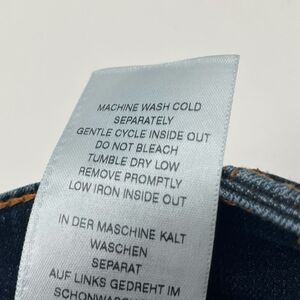 MACHINE WASH COLD
SEPARATELY
GENTLE CYCLE INSIDE OUT
DO NOT BLEACH
TUMBLE DRY LOW
REMOVE PROMPTLY
LOW IRON INSIDE OUT
IN DER MASCHINE KALT
WASCHEN
SEPARAT
AUF LINKS GEDREHT IM